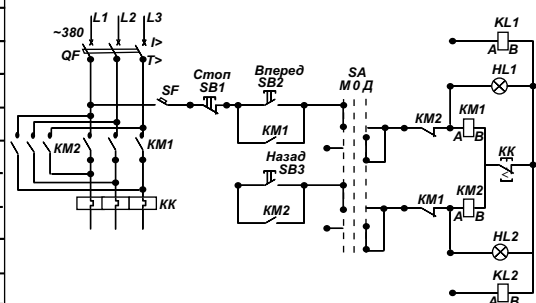 L1 L2 L3
~380
I>
QF
T>
SF
Стоп
SB1
Вперед
SB2
SA
М О Д
KL1
A B
HL1
KM2
KM1
KM1
KM2
KM1
A B
Назад
SB3
KK
KM2
KM1
KM2
A B
KK
HL2
KL2
A B